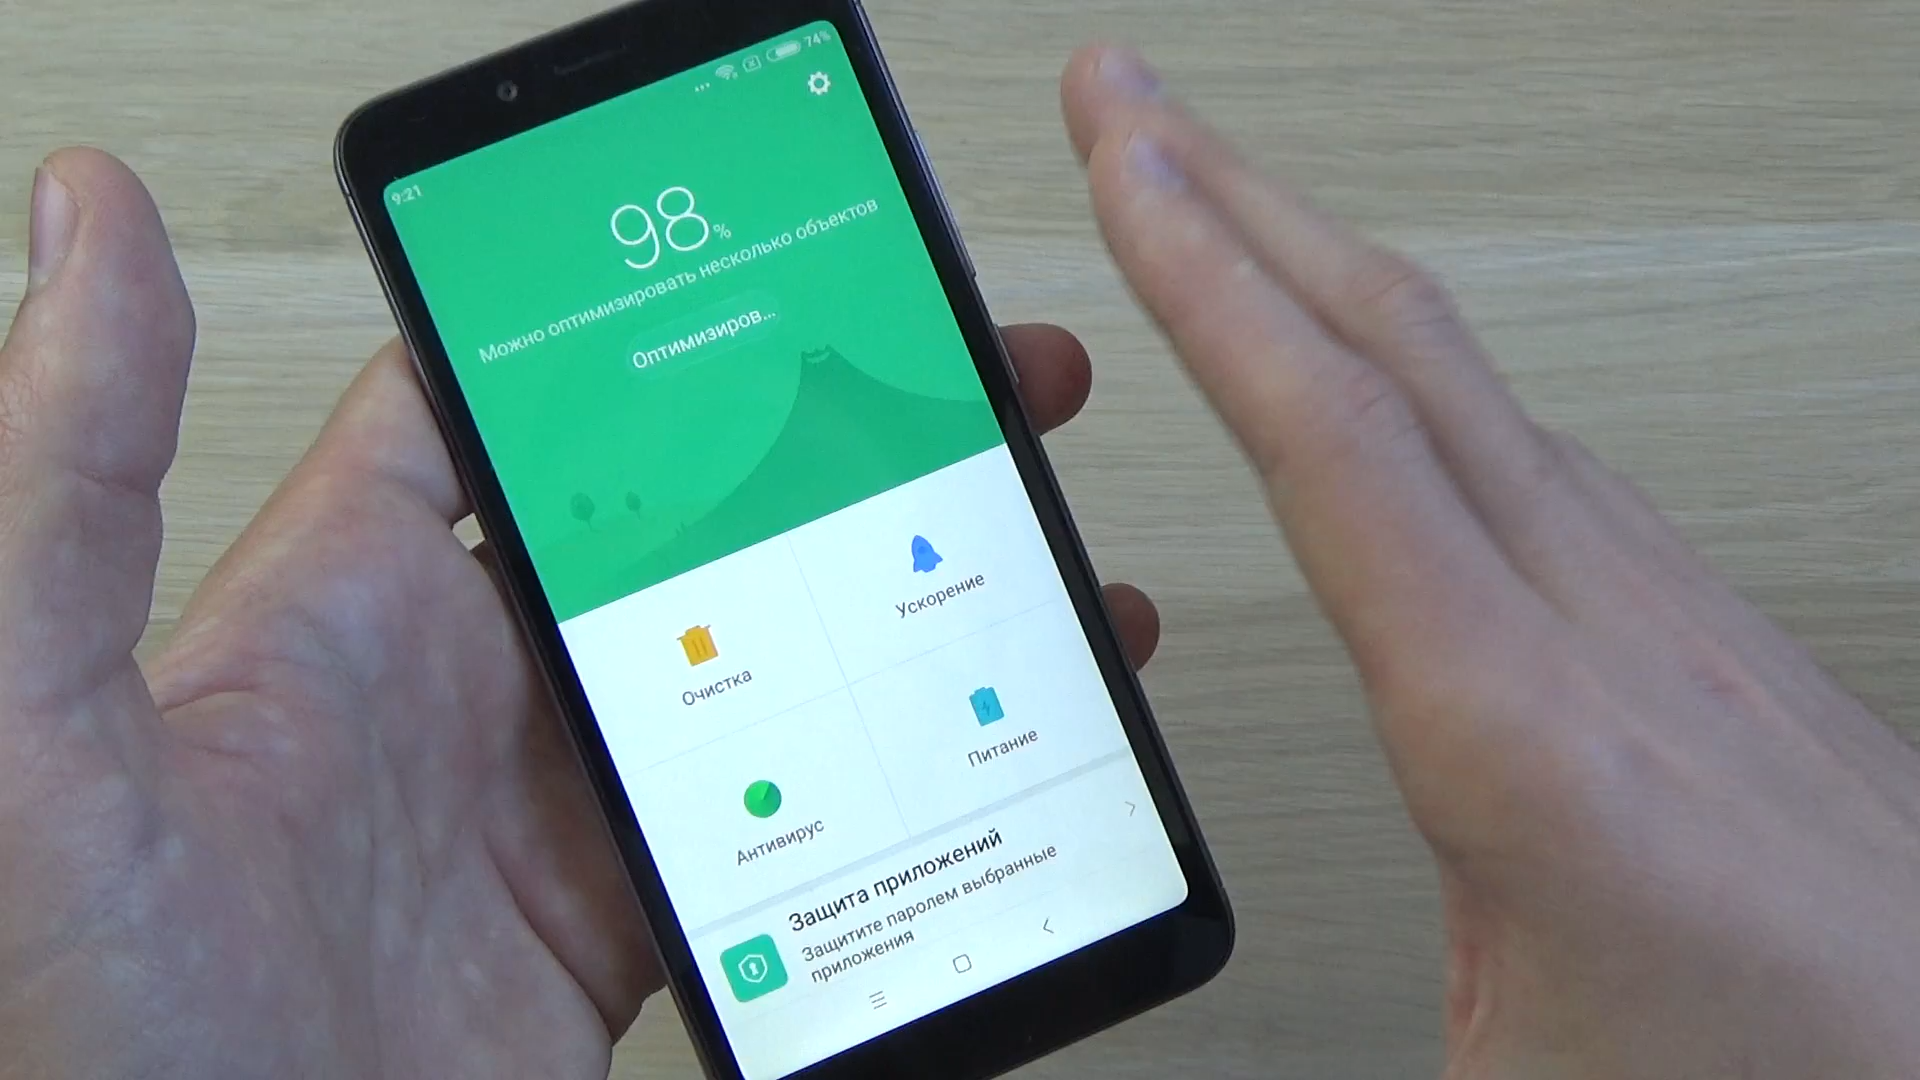 9:21
74%
98%
Можно оптимизировать несколько объектов
Оптимизиров...
Очистка
Ускорение
Антивирус
Питание
Защита приложений
Защитите паролем выбранные
приложения